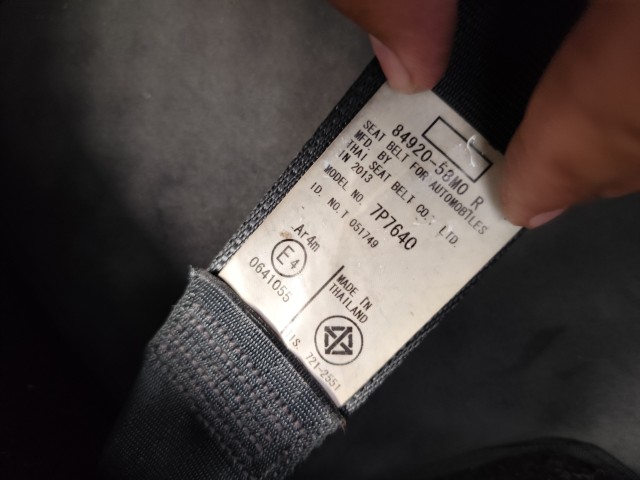 84920-58M0 R
SEAT BELT FOR AUTOMOBILES
MFD. BY
THAI SEAT BELT CO., LTD.
IN 2013
MODEL NO. 7P7640
ID. NO. T 051749
Ar4m
E4
0641055
MADE IN
THAILAND
TIS. 721-2551